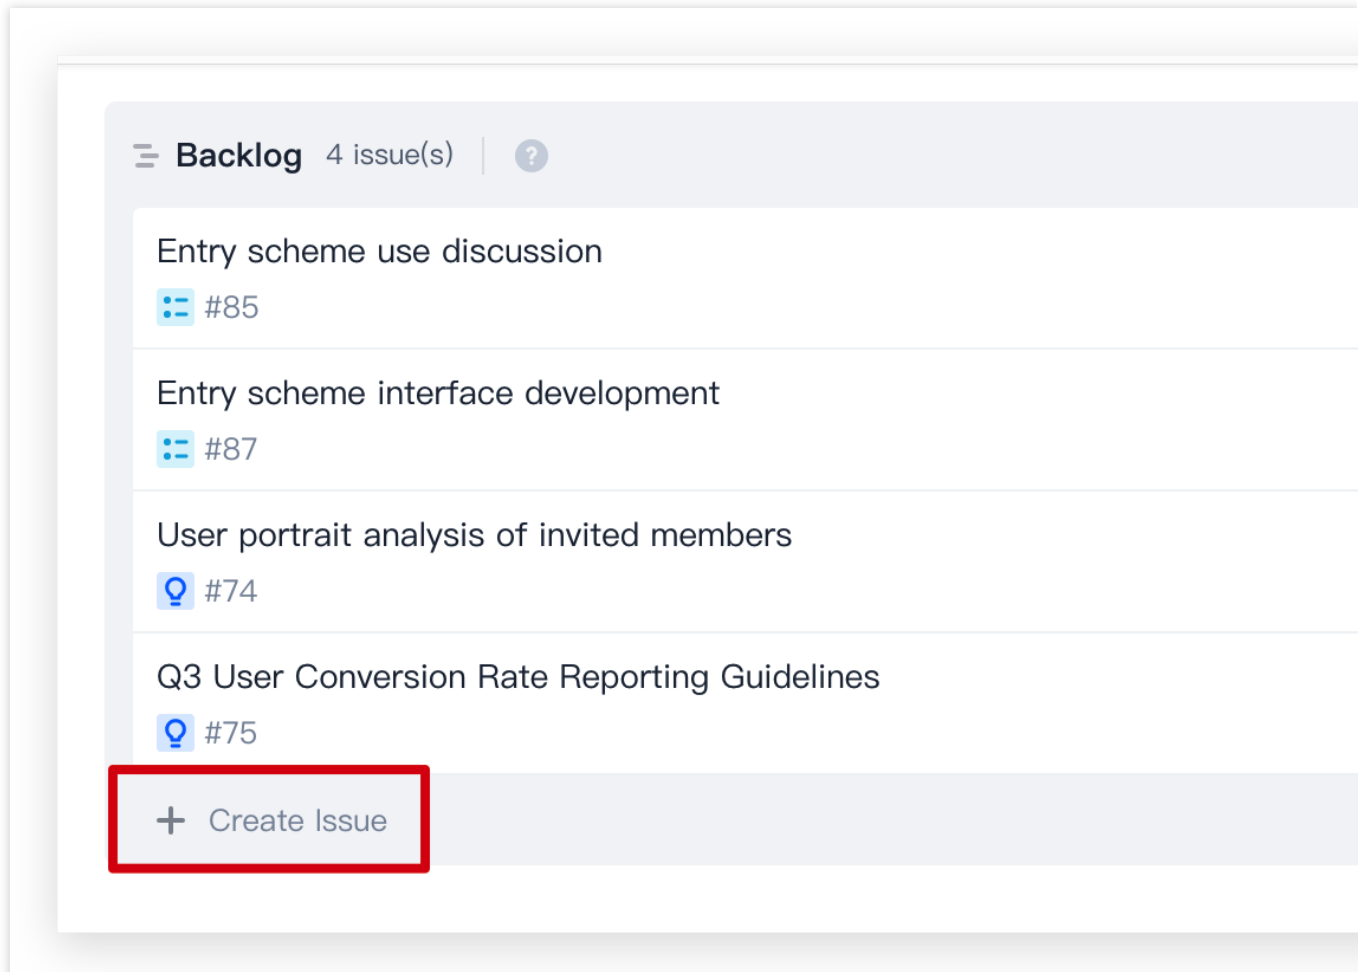 Backlog 4 issue(s) ?
Entry scheme use discussion
#85
Entry scheme interface development
#87
User portrait analysis of invited members
#74
Q3 User Conversion Rate Reporting Guidelines
#75
+ Create Issue